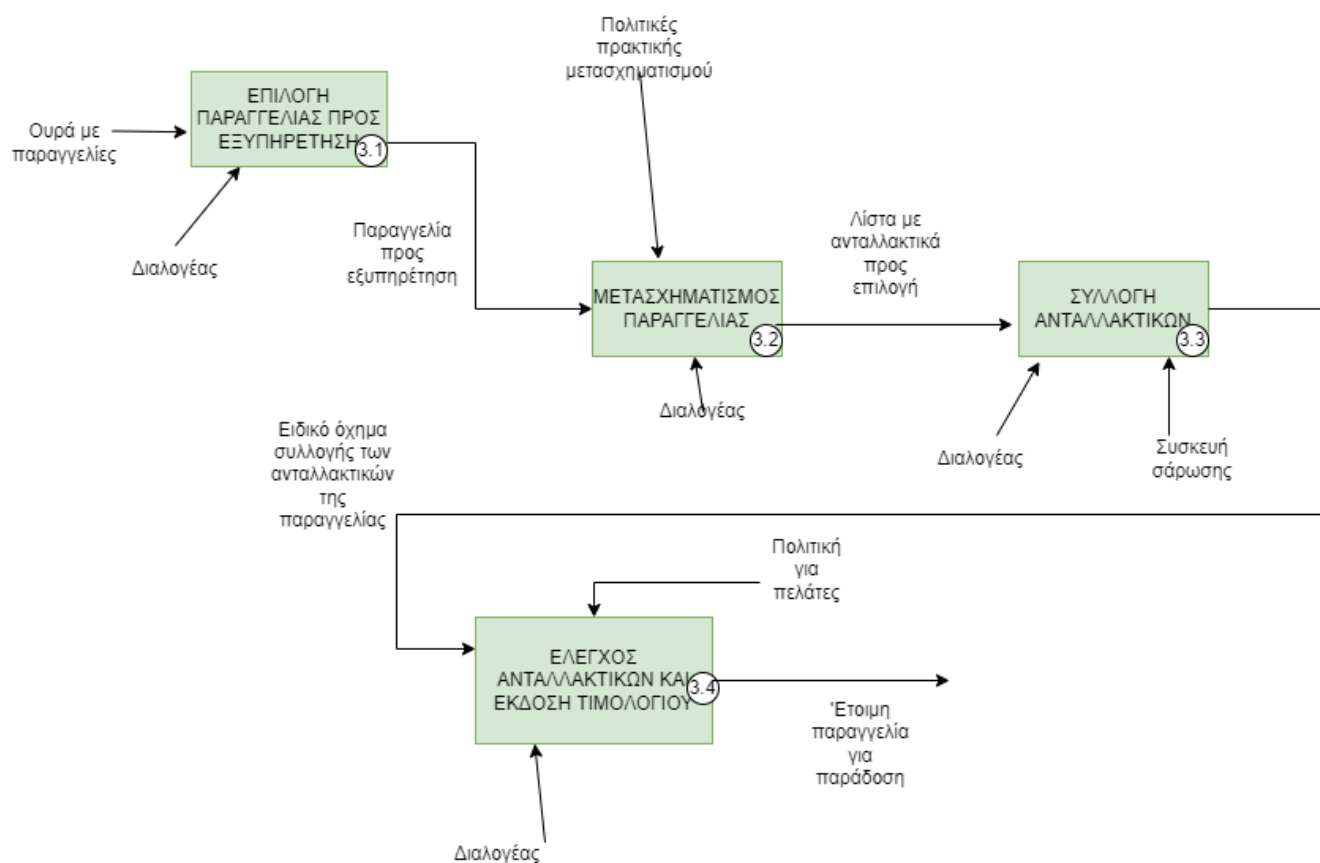 Πολιτικές
πρακτικής
μετασχηματισμού
ΕΠΙΛΟΓΗ
ΠΑΡΑΓΓΕΛΙΑΣ ΠΡΟΣ
ΕΞΥΠΗΡΕΤΗΣΗ
3.1
Ουρά με
παραγγελίες
Διαλογέας
Παραγγελία
προς
εξυπηρέτηση
ΜΕΤΑΣΧΗΜΑΤΙΣΜΟΣ
ΠΑΡΑΓΓΕΛΙΑΣ
3.2
Διαλογέας
Λίστα με
ανταλλακτικά
προς
επιλογή
ΣΥΛΛΟΓΗ
ΑΝΤΑΛΛΑΚΤΙΚΩΝ
3.3
Διαλογέας
Συσκευή
σάρωσης
Ειδικό όχημα
συλλογής των
ανταλλακτικών
της
παραγγελίας
Πολιτική
για
πελάτες
ΕΛΕΓΧΟΣ
ΑΝΤΑΛΛΑΚΤΙΚΩΝ ΚΑΙ
ΕΚΔΟΣΗ ΤΙΜΟΛΟΓΙΟΥ
3.4
Έτοιμη
παραγγελία
για
παράδοση
Διαλογέας